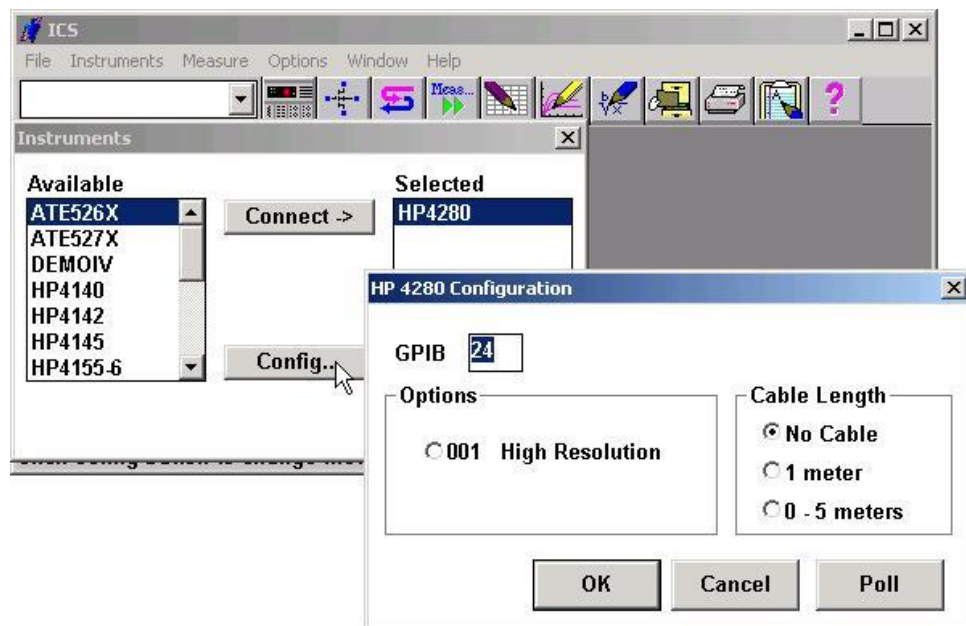 ICS
File Instruments Measure Options Window Help
Meas...
Instruments
Available
Selected
ATE526X
ATE527X
DEMOIV
HP4140
HP4142
HP4145
HP4155-6
Connect ->
HP4280
Config...
HP 4280 Configuration
GPIB 24
Options
001 High Resolution
Cable Length
No Cable
1 meter
0 - 5 meters
OK
Cancel
Poll